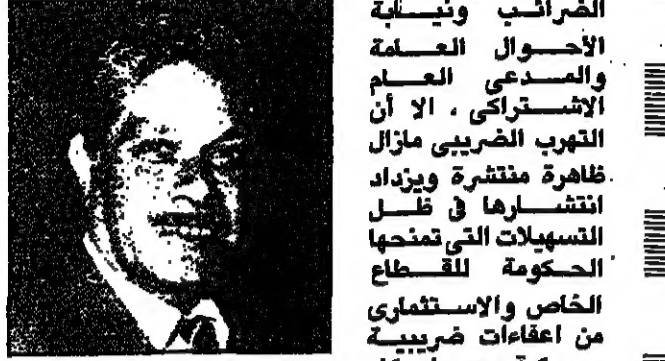 الضرائب ونيابة
الأحوال العامة
والمدعى العام
الاشتراكى ، الا أن
التهرب الضريبى مازال
ظاهرة منتشرة ويزداد
انتشارها فى ظل
التسهيلات التى تمنحها
الحكومة للقطاع
الخاص والاستثمارى
من اعفاءات ضريبية